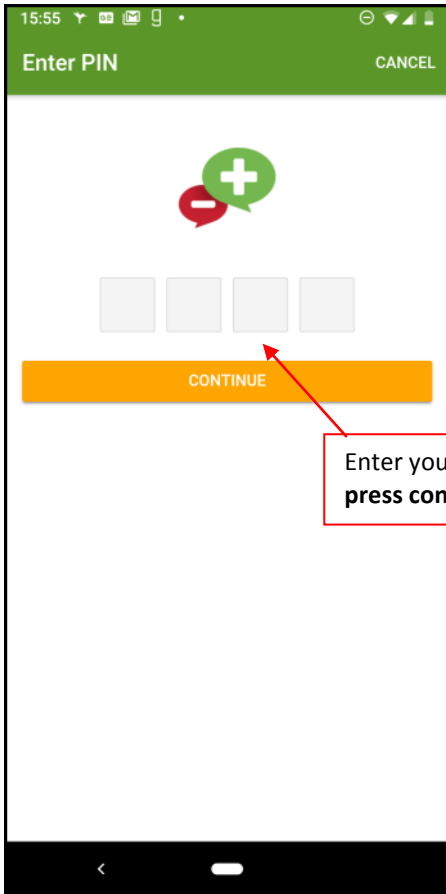 15:55
Enter PIN
CANCEL
CONTINUE
Enter you
press con